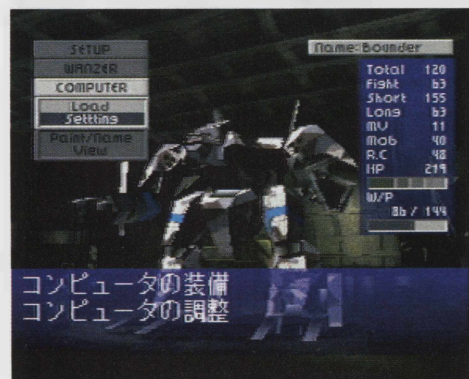 SETUP
WANZER
COMPUTER
Load
Settting
Paint/Name
View
Name:Bounder
Total 120
Fight 63
Short 155
Long 63
MV 11
Mob 40
R.C 48
HP 219
W/P
86 / 144
コンピュータの装備
コンピュータの調整